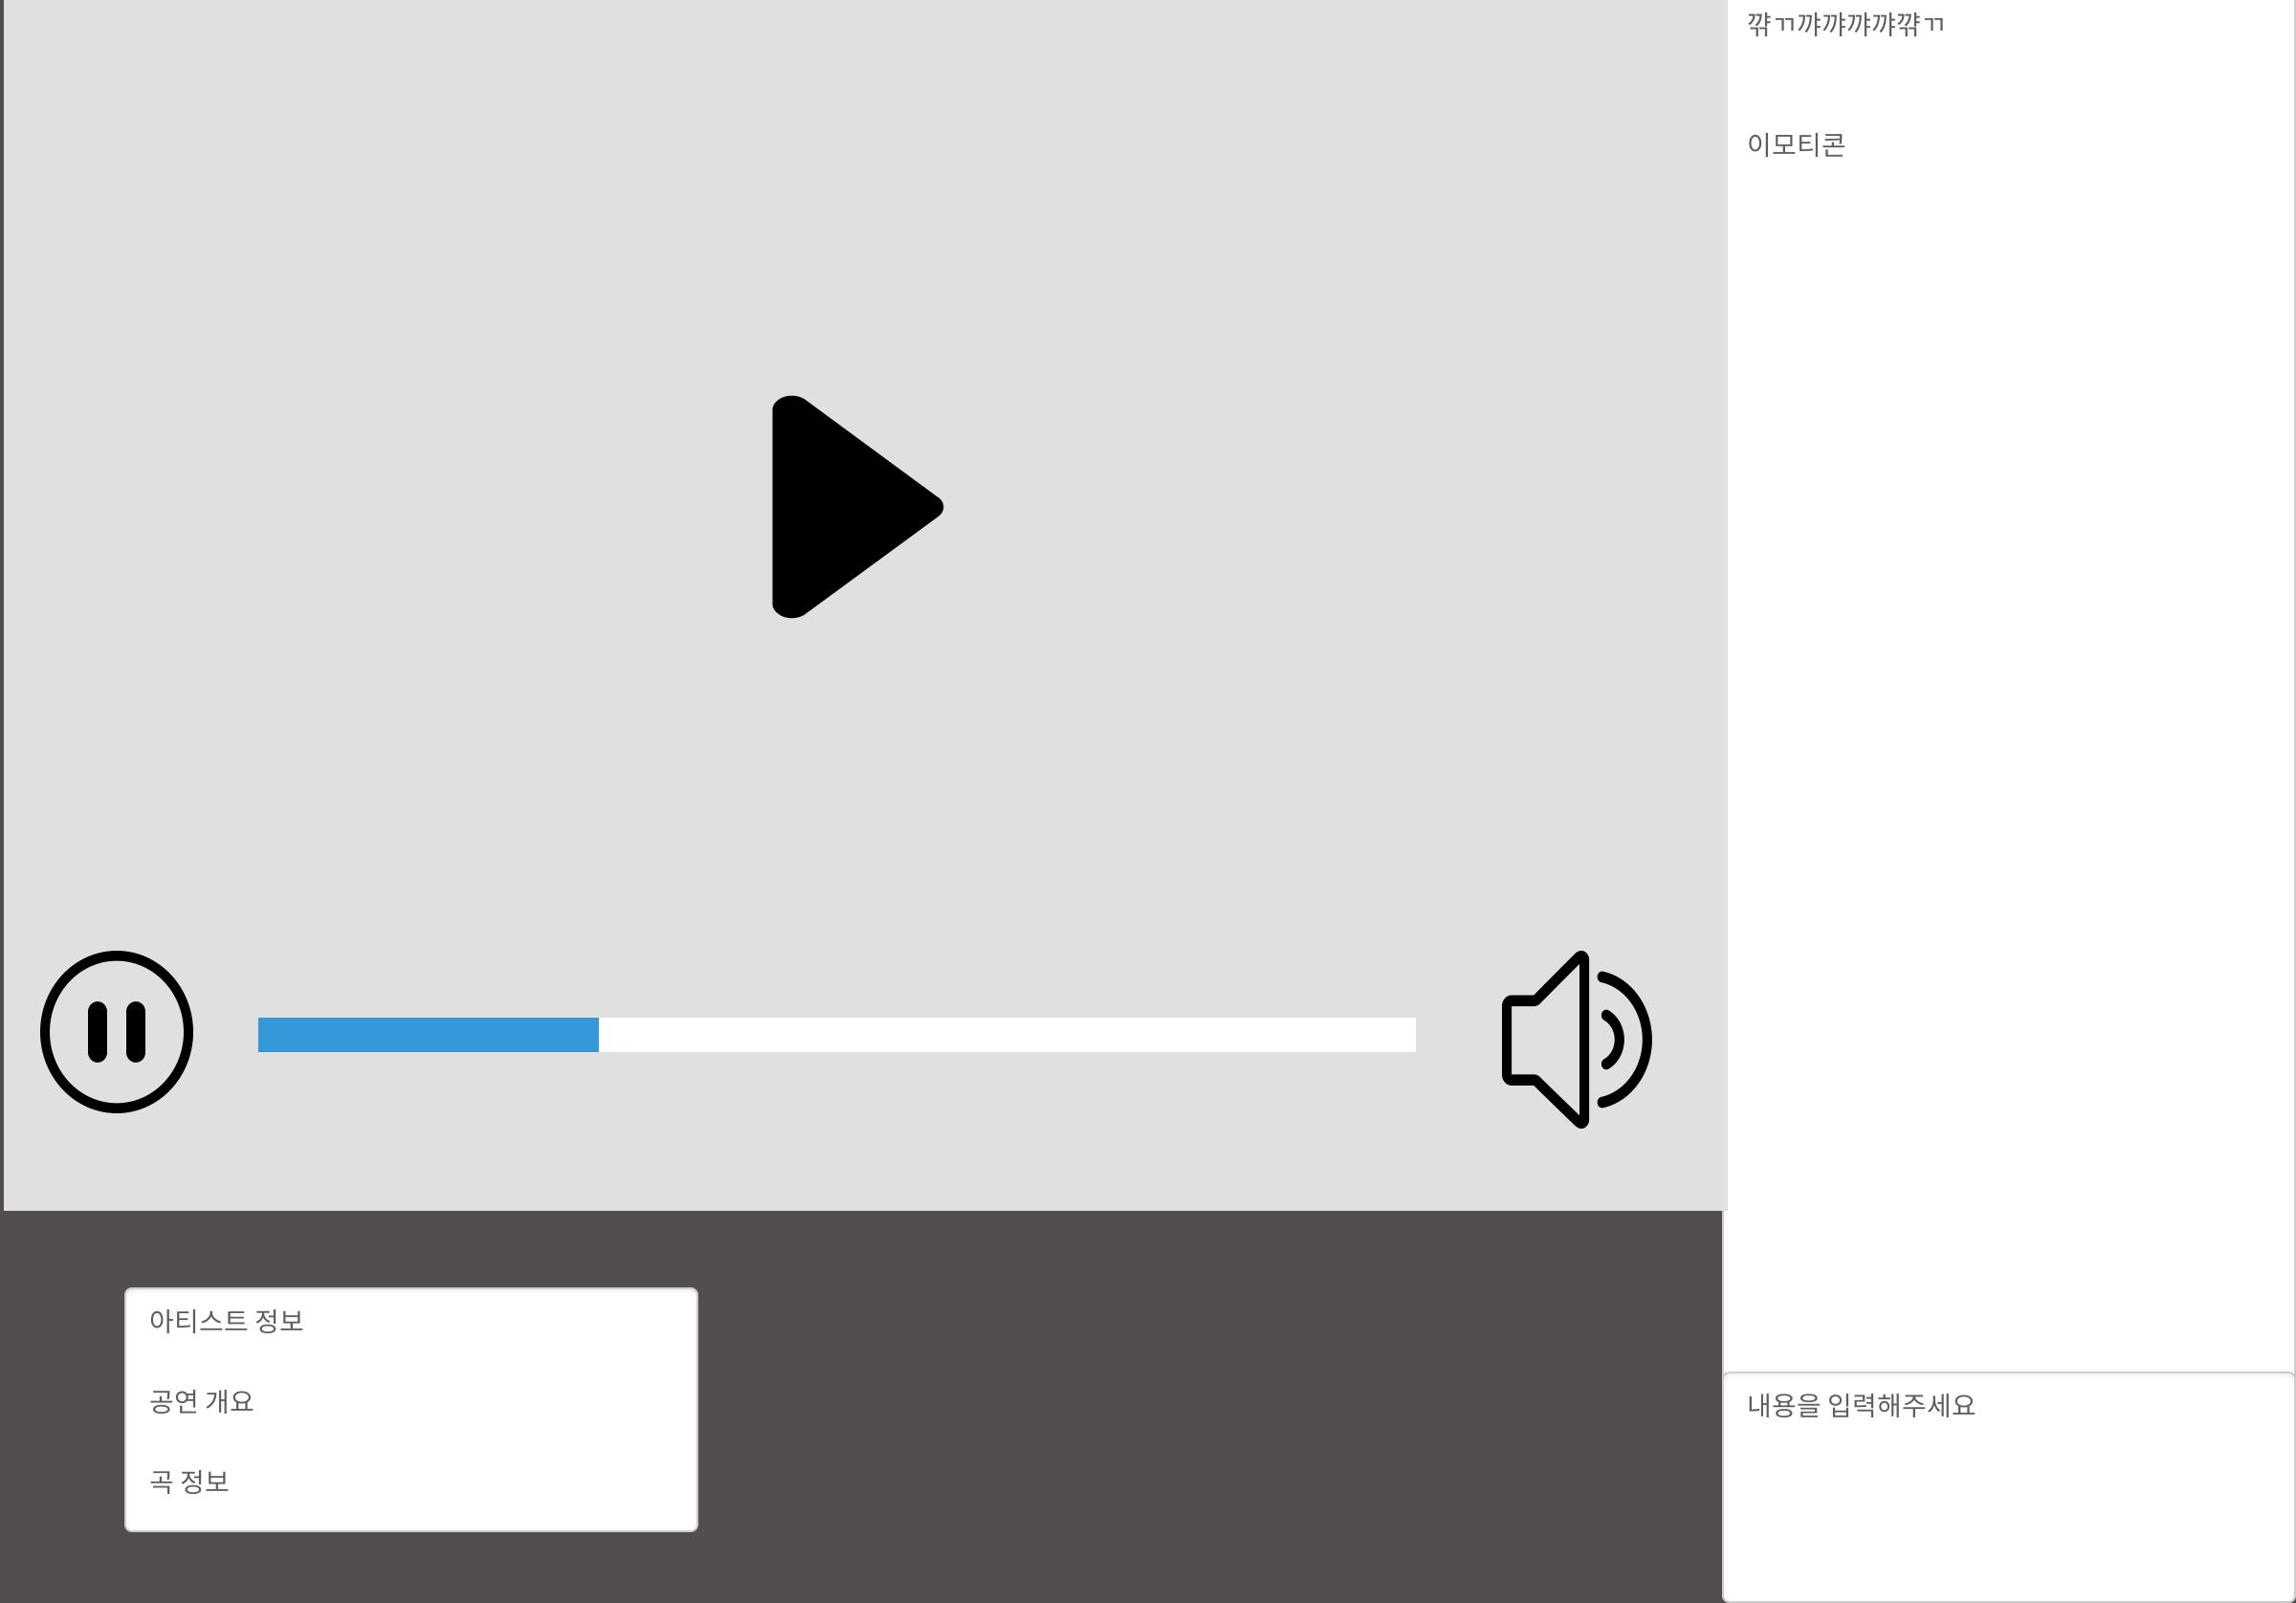 꺆ㄲ꺄꺄꺄꺄꺆ㄲ
이모티콘
아티스트 정보
공연 개요
곡 정보
내용을 입력해주세요